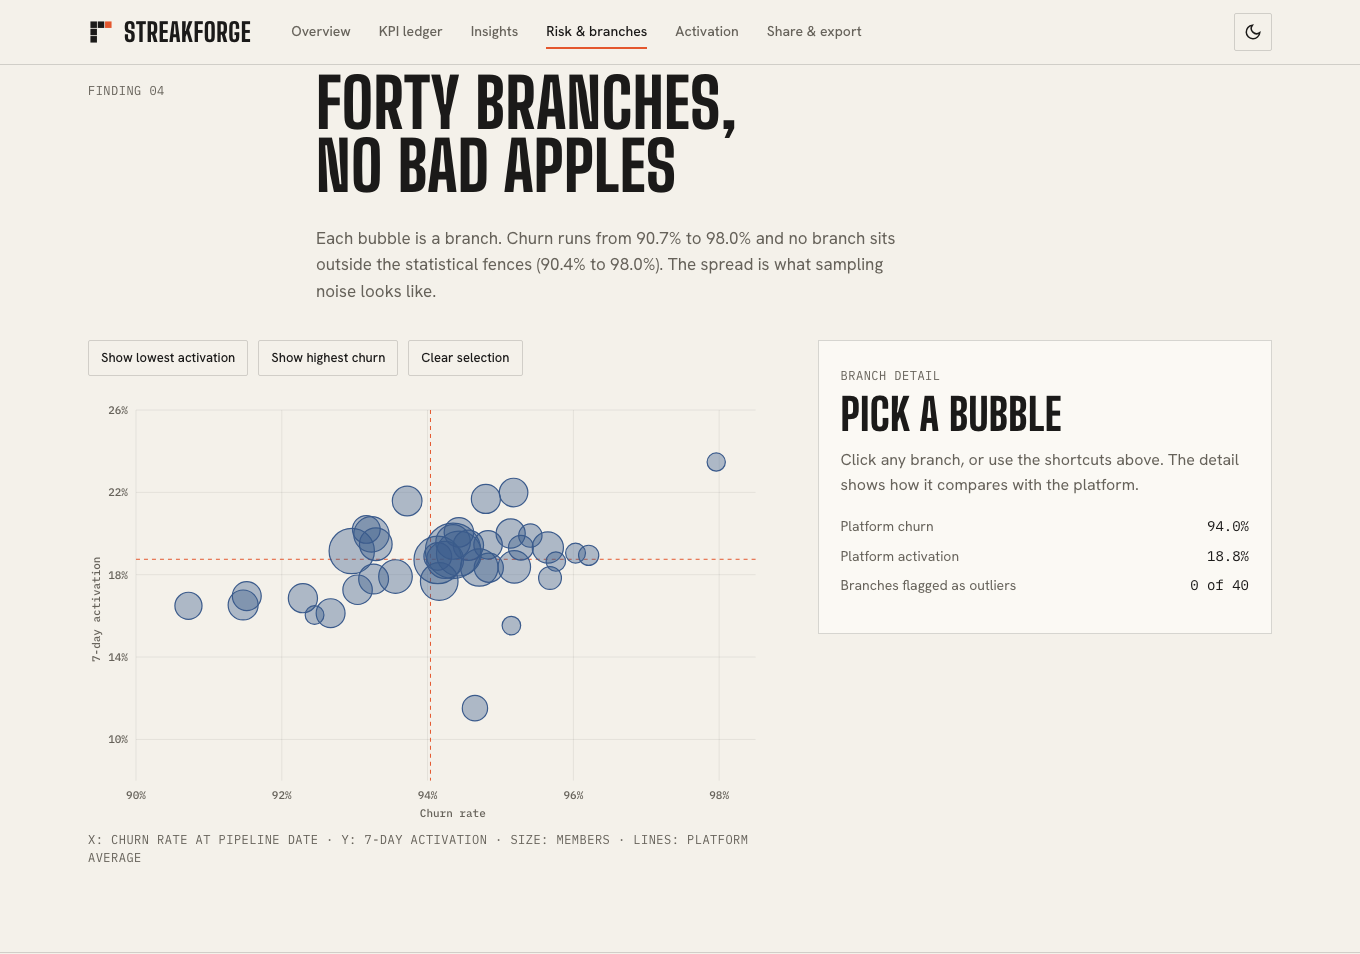 STREAKFORGE
Overview
KPI ledger
Insights
Risk & branches
Activation
Share & export
FINDING 04
FORTY BRANCHES,
NO BAD APPLES
Each bubble is a branch. Churn runs from 90.7% to 98.0% and no branch sits
outside the statistical fences (90.4% to 98.0%). The spread is what sampling
noise looks like.
Show lowest activation
Show highest churn
Clear selection
26%
22%
18%
14%
10%
7-day activation
90%
92%
94%
96%
98%
Churn rate
X: CHURN RATE AT PIPELINE DATE · Y: 7-DAY ACTIVATION · SIZE: MEMBERS · LINES: PLATFORM
AVERAGE
BRANCH DETAIL
PICK A BUBBLE
Click any branch, or use the shortcuts above. The detail
shows how it compares with the platform.
Platform churn 94.0%
Platform activation 18.8%
Branches flagged as outliers 0 of 40